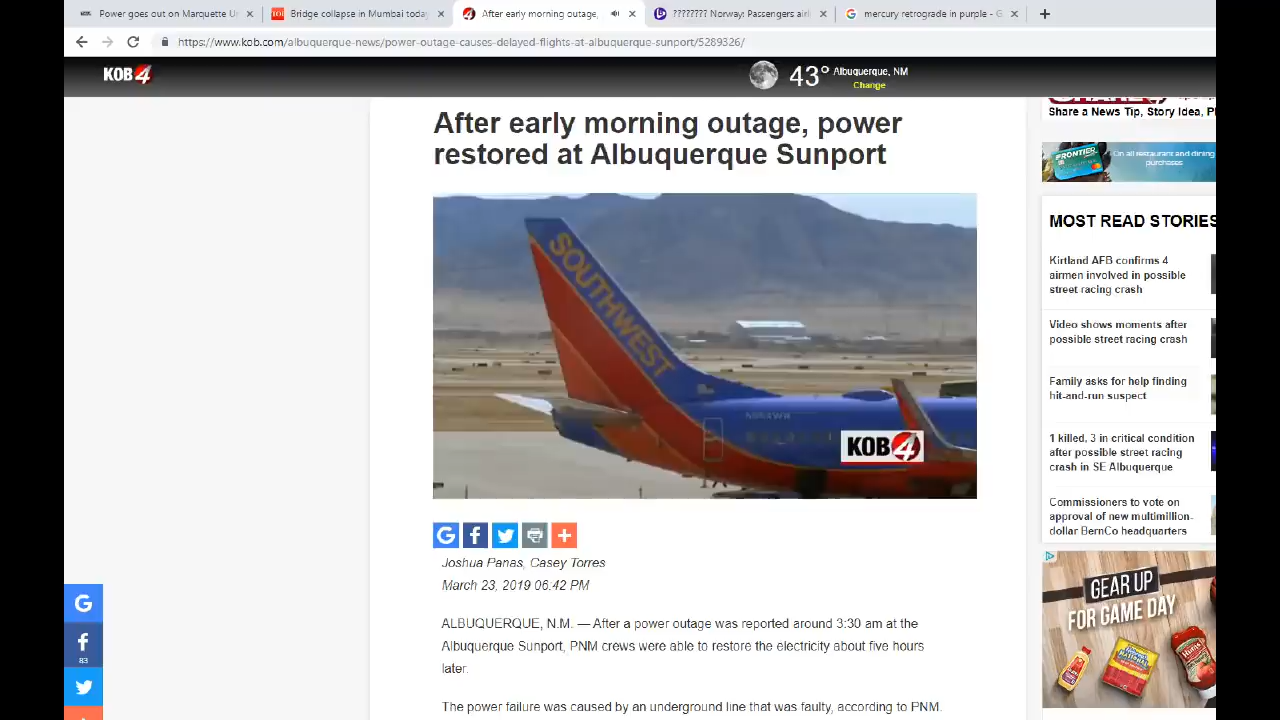 Power goes out on Marquette U
Bridge collapse in Mumbai today
After early morning outage,
???????? Norway: Passengers airl
mercury retrograde in purple - G
https://www.kob.com/albuquerque-news/power-outage-causes-delayed-flights-at-albuquerque-sunport/5289326/
KOB 4
43° Albuquerque, NM
Change
After early morning outage, power
restored at Albuquerque Sunport
SOUTHWEST
KOB 4
Joshua Panas, Casey Torres
March 23, 2019 06:42 PM
ALBUQUERQUE, N.M. — After a power outage was reported around 3:30 am at the
Albuquerque Sunport, PNM crews were able to restore the electricity about five hours
later.
The power failure was caused by an underground line that was faulty, according to PNM.
83
Share a News Tip, Story Idea, P
FRONTIER
On all restaurant and dining
purchases
MOST READ STORIES
Kirtland AFB confirms 4
airmen involved in possible
street racing crash
Video shows moments after
possible street racing crash
Family asks for help finding
hit-and-run suspect
1 killed, 3 in critical condition
after possible street racing
crash in SE Albuquerque
Commissioners to vote on
approval of new multimillion-
dollar BernCo headquarters
GEAR UP
FOR GAME DAY